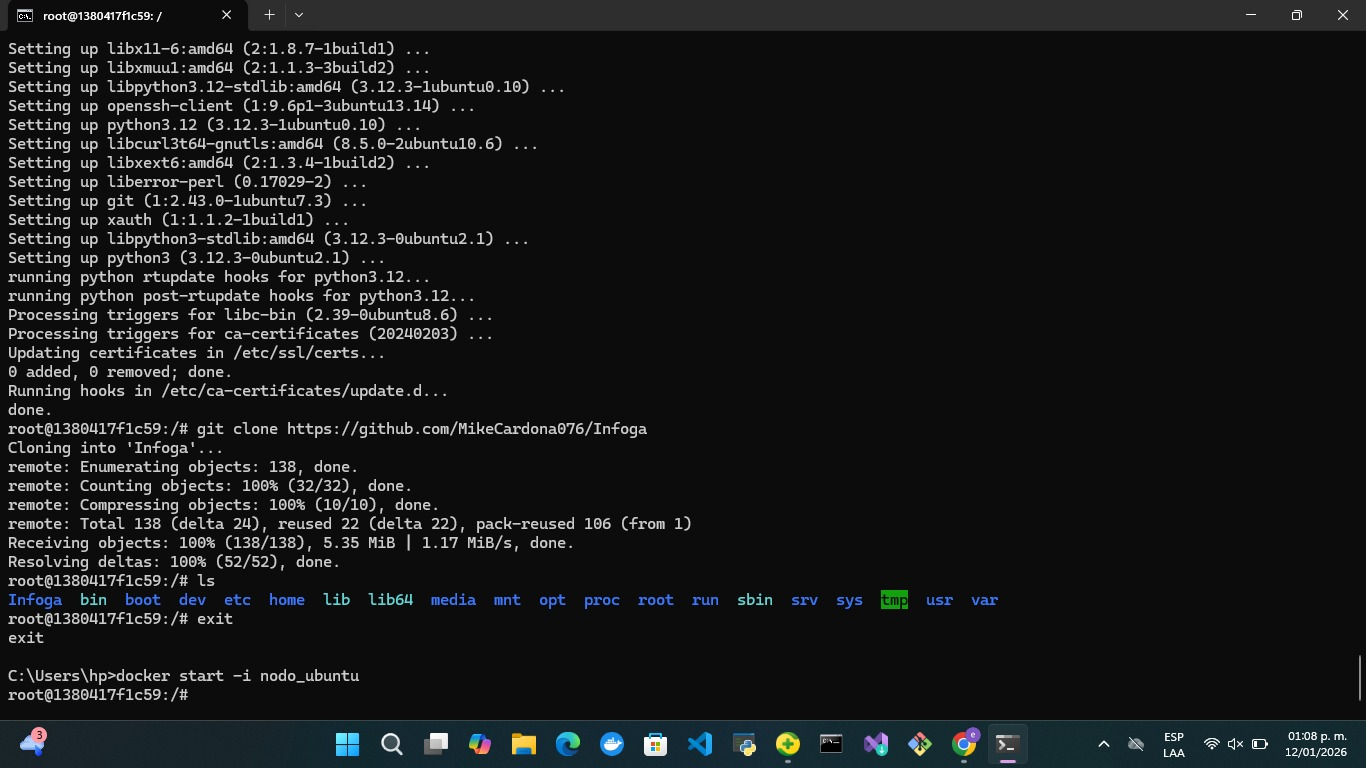 root@1380417f1c59: /
Setting up libx11-6:amd64 (2:1.8.7-1build1) ...
Setting up libxmuu1:amd64 (2:1.1.3-3build2) ...
Setting up libpython3.12-stdlib:amd64 (3.12.3-1ubuntu0.10) ...
Setting up openssh-client (1:9.6p1-3ubuntu13.14) ...
Setting up python3.12 (3.12.3-1ubuntu0.10) ...
Setting up libcurl3t64-gnutls:amd64 (8.5.0-2ubuntu10.6) ...
Setting up libxext6:amd64 (2:1.3.4-1build2) ...
Setting up liberror-perl (0.17029-2) ...
Setting up git (1:2.43.0-1ubuntu7.3) ...
Setting up xauth (1:1.1.2-1build1) ...
Setting up libpython3-stdlib:amd64 (3.12.3-0ubuntu2.1) ...
Setting up python3 (3.12.3-0ubuntu2.1) ...
running python rtupdate hooks for python3.12...
running python post-rtupdate hooks for python3.12...
Processing triggers for libc-bin (2.39-0ubuntu8.6) ...
Processing triggers for ca-certificates (20240203) ...
Updating certificates in /etc/ssl/certs...
0 added, 0 removed; done.
Running hooks in /etc/ca-certificates/update.d...
done.
root@1380417f1c59:/# git clone https://github.com/MikeCardona076/Infoga
Cloning into 'Infoga'...
remote: Enumerating objects: 138, done.
remote: Counting objects: 100% (32/32), done.
remote: Compressing objects: 100% (10/10), done.
remote: Total 138 (delta 24), reused 22 (delta 22), pack-reused 106 (from 1)
Receiving objects: 100% (138/138), 5.35 MiB | 1.17 MiB/s, done.
Resolving deltas: 100% (52/52), done.
root@1380417f1c59:/# ls
Infoga bin boot dev etc home lib lib64 media mnt opt proc root run sbin srv sys tmp usr var
root@1380417f1c59:/# exit
exit
C:\Users\hp>docker start -i nodo_ubuntu
root@1380417f1c59:/#
3
e
ESP
LAA
01:08 p. m.
12/01/2026